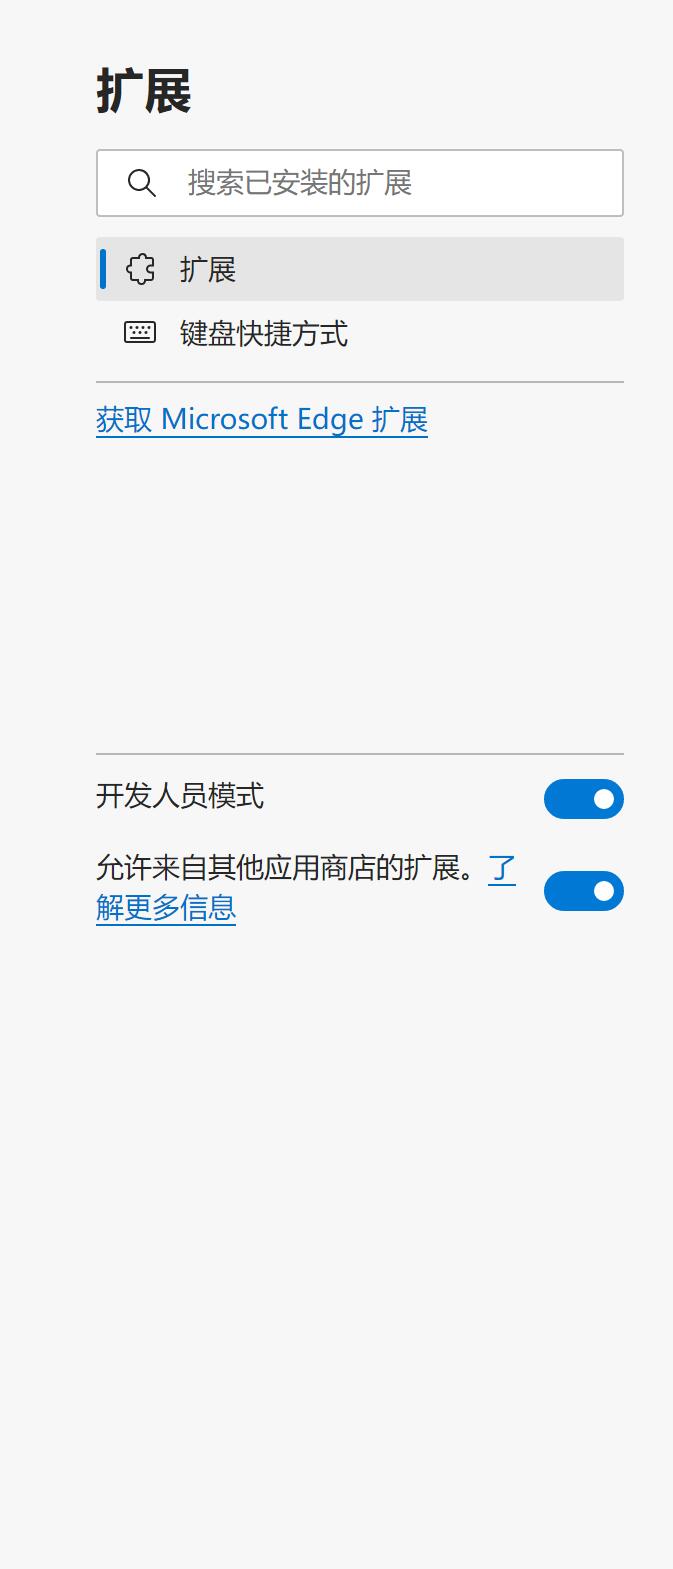 扩展
搜索已安装的扩展
扩展
键盘快捷方式
获取 Microsoft Edge 扩展
开发人员模式
允许来自其他应用商店的扩展。了
解更多信息